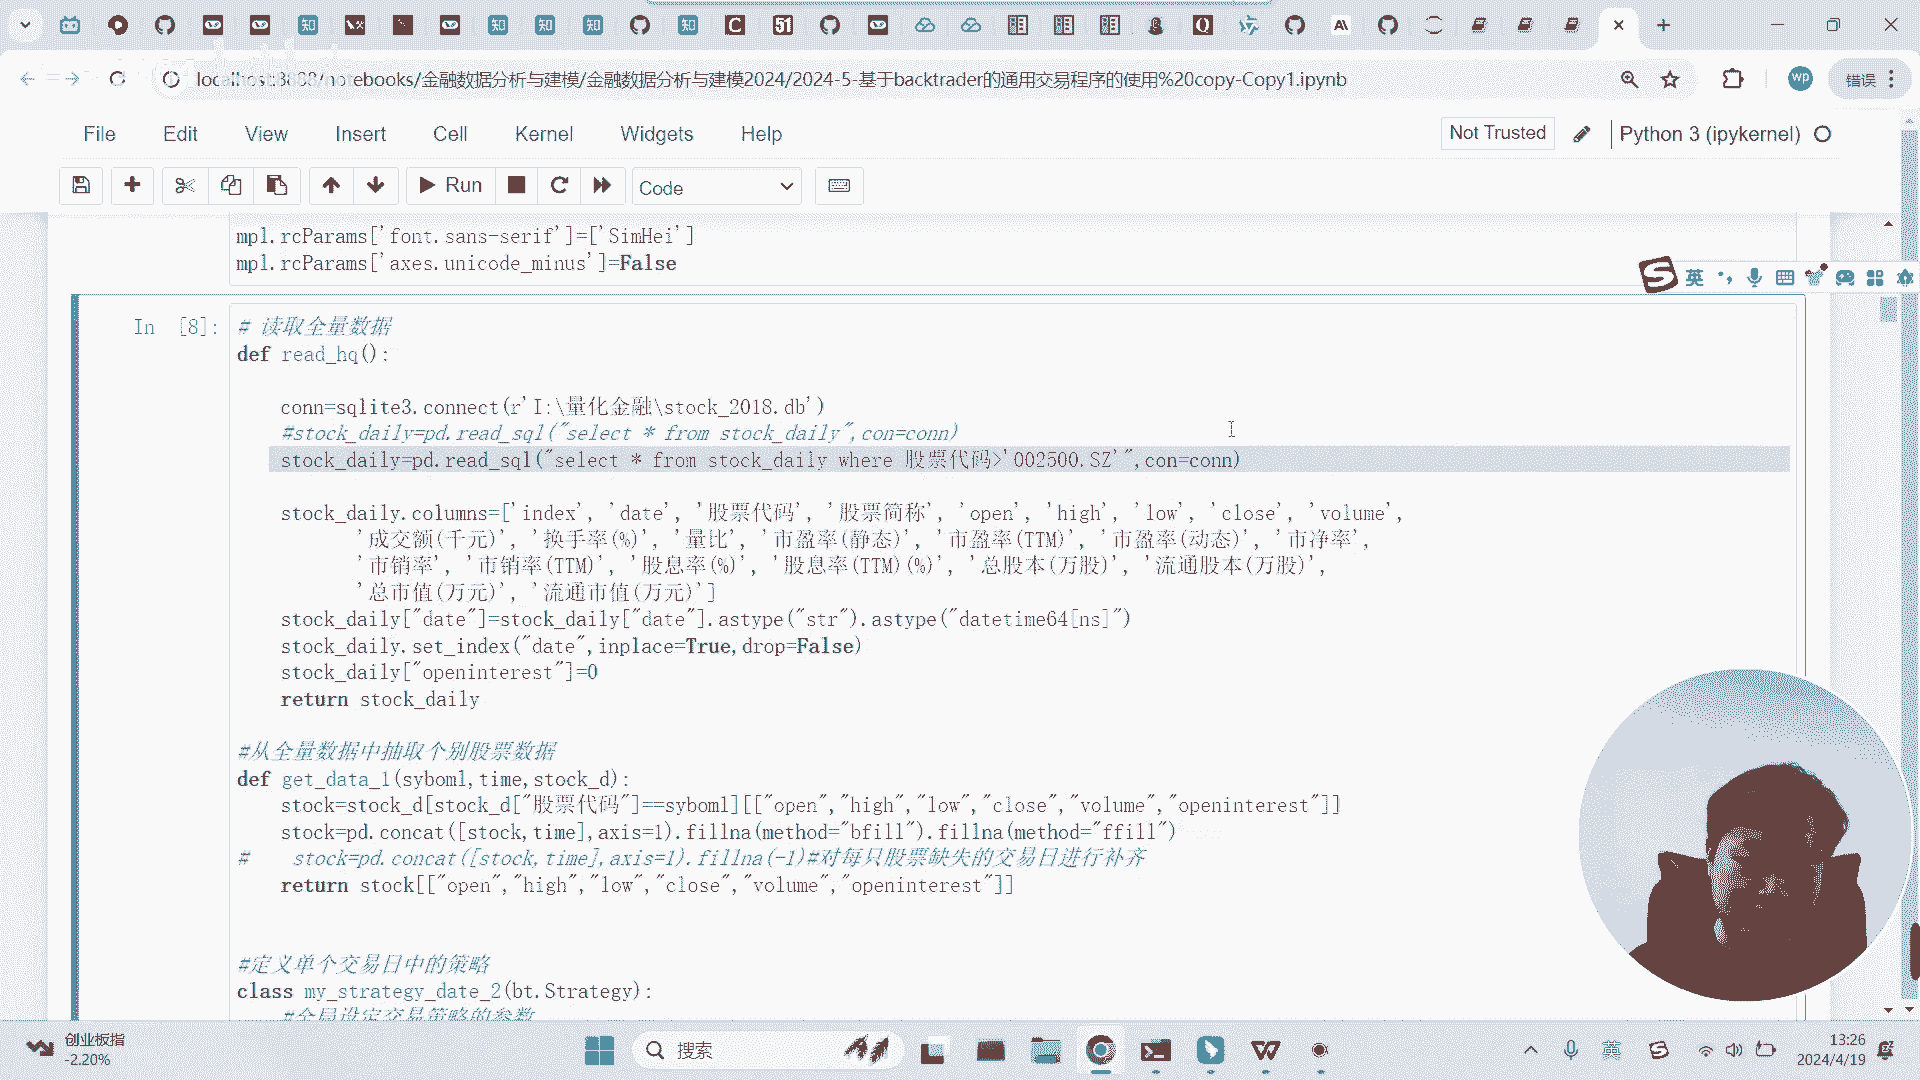 localhost:8888/notebooks/金融数据分析与建模/金融数据分析与建模2024/2024-5-基于backtrader的通用交易程序的使用%20copy-Copy1.ipynb
wp
错误
File Edit View Insert Cell Kernel Widgets Help
Not Trusted
Python 3 (ipykernel)
Run
Code
mpl.rcParams['font.sans-serif']=['SimHei']
mpl.rcParams['axes.unicode_minus']=False
英
In [8]:
# 读取全量数据
def read_hq():
conn=sqlite3.connect(r'I:\量化金融\stock_2018.db')
#stock_daily=pd.read_sql("select * from stock_daily",con=conn)
stock_daily=pd.read_sql("select * from stock_daily where 股票代码>'002500.SZ'",con=conn)
stock_daily.columns=['index', 'date', '股票代码', '股票简称', 'open', 'high', 'low', 'close', 'volume',
'成交额(千元)', '换手率(%)', '量比', '市盈率(静态)', '市盈率(TTM)', '市盈率(动态)', '市净率',
'市销率', '市销率(TTM)', '股息率(%)', '股息率(TTM)(%)', '总股本(万股)', '流通股本(万股)',
'总市值(万元)', '流通市值(万元)']
stock_daily["date"]=stock_daily["date"].astype("str").astype("datetime64[ns]")
stock_daily.set_index("date",inplace=True,drop=False)
stock_daily["openinterest"]=0
return stock_daily
#从全量数据中抽取个别股票数据
def get_data_1(syboml,time,stock_d):
stock=stock_d[stock_d["股票代码"]==syboml][["open","high","low","close","volume","openinterest"]]
stock=pd.concat([stock,time],axis=1).fillna(method="bfill").fillna(method="ffill")
# stock=pd.concat([stock,time],axis=1).fillna(-1)#对每只股票缺失的交易日进行补齐
return stock[["open","high","low","close","volume","openinterest"]]
#定义单个交易日中的策略
class my_strategy_date_2(bt.Strategy):
#全局设定交易策略的参数
创业板指
-2.20%
搜索
英
13:26
2024/4/19